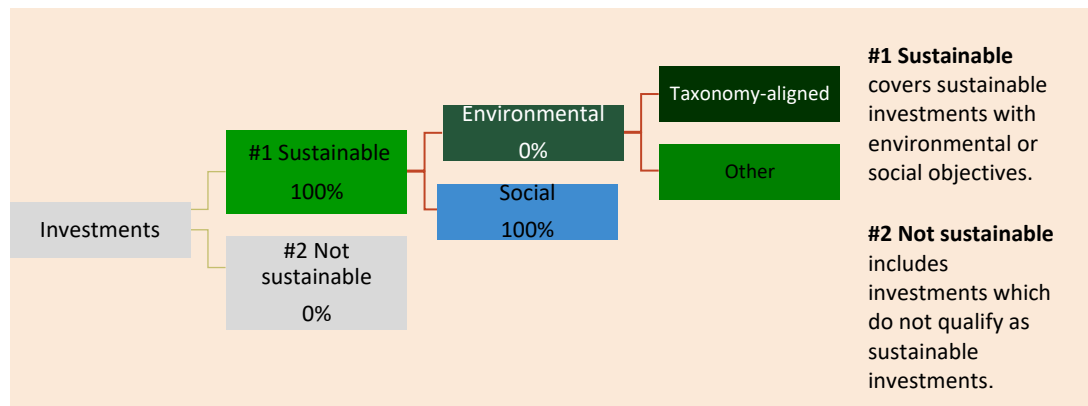 Investments
#1 Sustainable
100%
#2 Not
sustainable
0%
Environmental
0%
Social
100%
Taxonomy-aligned
Other
#1 Sustainable
covers sustainable
investments with
environmental or
social objectives.
#2 Not sustainable
includes
investments which
do not qualify as
sustainable
investments.